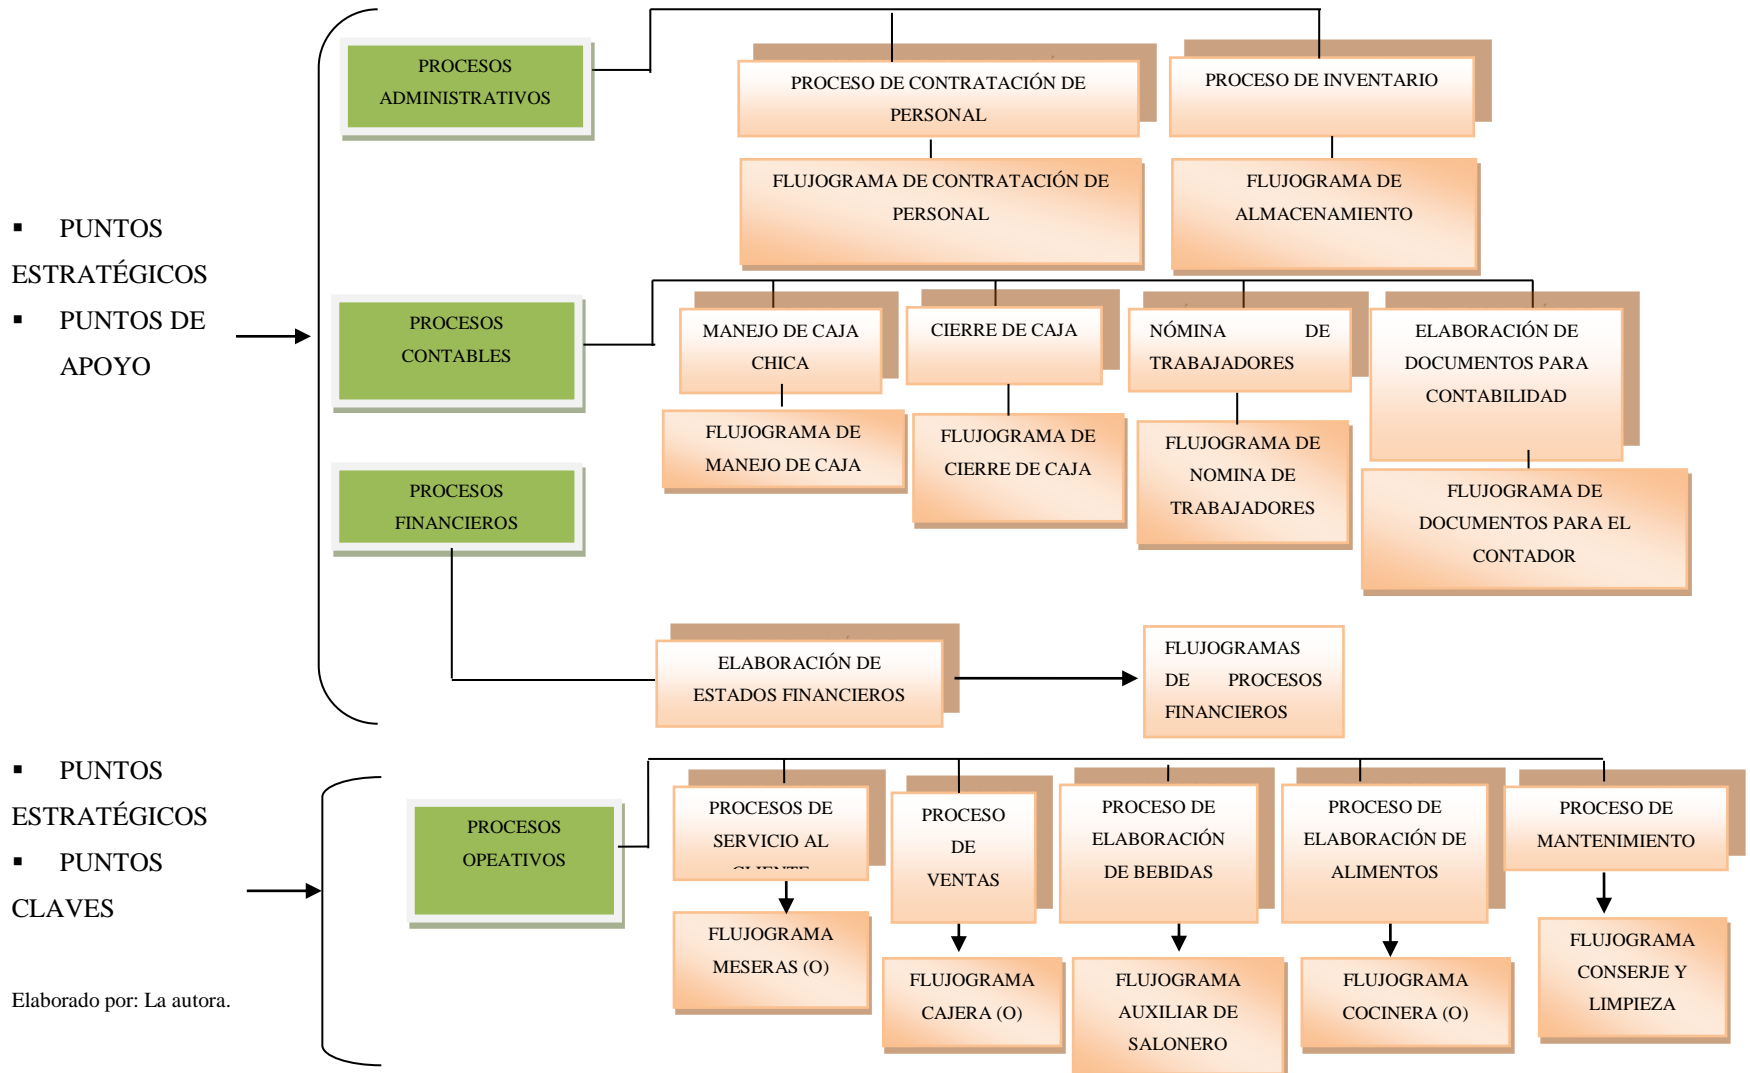 PROCESOS
ADMINISTRATIVOS
PROCESO DE CONTRATACIÓN DE
PERSONAL
PROCESO DE INVENTARIO
FLUJOGRAMA DE CONTRATACIÓN DE
PERSONAL
FLUJOGRAMA DE
ALMACENAMIENTO
▪ PUNTOS
ESTRATÉGICOS
▪ PUNTOS DE
APOYO
PROCESOS
CONTABLES
MANEJO DE CAJA
CHICA
CIERRE DE CAJA
NÓMINA DE
TRABAJADORES
ELABORACIÓN DE
DOCUMENTOS PARA
CONTABILIDAD
FLUJOGRAMA DE
MANEJO DE CAJA
FLUJOGRAMA DE
CIERRE DE CAJA
FLUJOGRAMA DE
NOMINA DE
TRABAJADORES
FLUJOGRAMA DE
DOCUMENTOS PARA EL
CONTADOR
PROCESOS
FINANCIEROS
ELABORACIÓN DE
ESTADOS FINANCIEROS
FLUJOGRAMAS
DE PROCESOS
FINANCIEROS
▪ PUNTOS
ESTRATÉGICOS
▪ PUNTOS
CLAVES
PROCESOS
OPEATIVOS
PROCESOS DE
SERVICIO AL
CLIENTE
PROCESO
DE
VENTAS
PROCESO DE
ELABORACIÓN
DE BEBIDAS
PROCESO DE
ELABORACIÓN DE
ALIMENTOS
PROCESO DE
MANTENIMIENTO
FLUJOGRAMA
MESERAS (O)
FLUJOGRAMA
CAJERA (O)
FLUJOGRAMA
AUXILIAR DE
SALONERO
FLUJOGRAMA
COCINERA (O)
FLUJOGRAMA
CONSERJE Y
LIMPIEZA
Elaborado por: La autora.